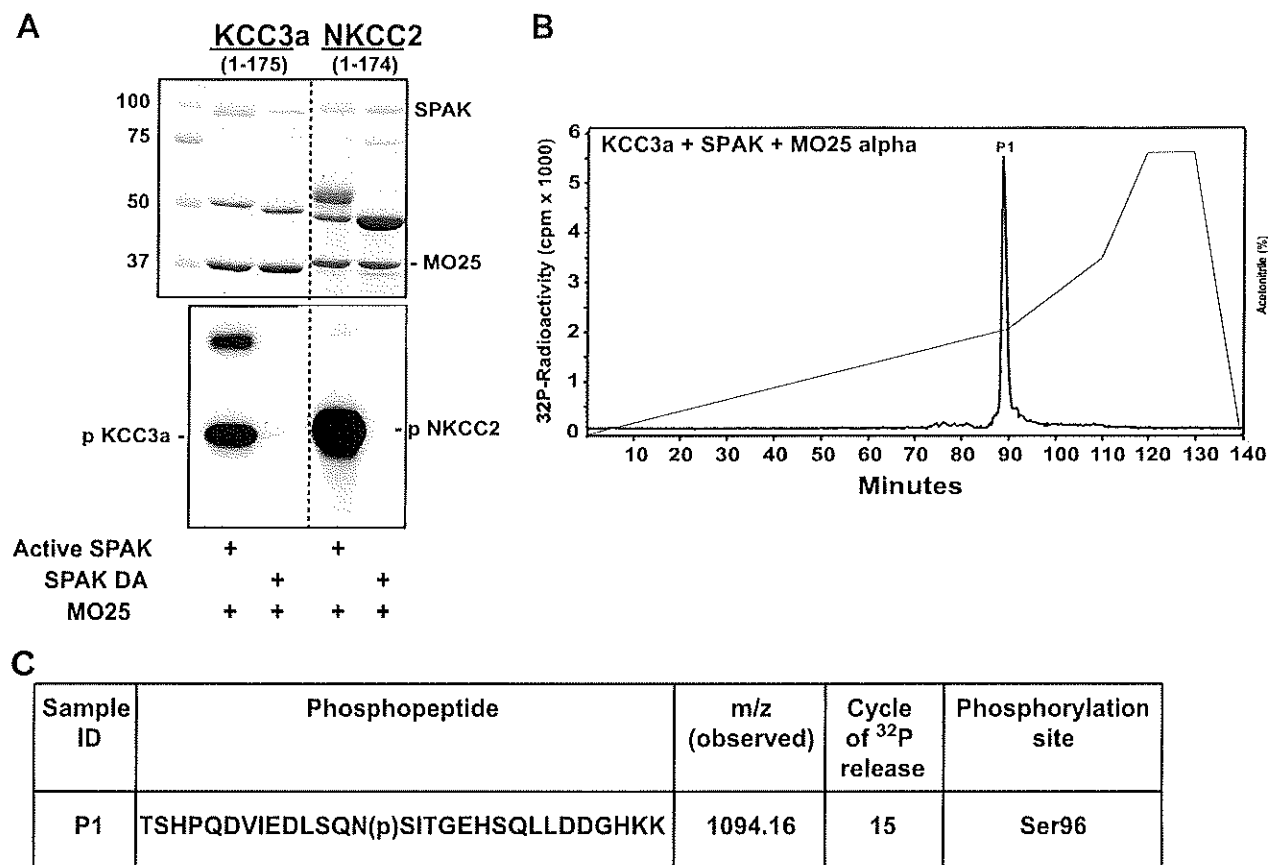 A
KCC3a NKCC2
(1-175) (1-174)
100
75
50
37
SPAK
- MO25
p KCC3a -
- p NKCC2
Active SPAK + +
SPAK DA + +
MO25 + + + +
B
KCC3a + SPAK + MO25 alpha
P1
32P-Radioactivity (cpm x 1000)
6
5
4
3
2
1
0
10 20 30 40 50 60 70 80 90 100 110 120 130 140
Minutes
Acetonitrile (%)
C
Sample ID
Phosphopeptide
m/z (observed)
Cycle of 32P release
Phosphorylation site
P1 TSHPQDVIEDLSQN(p)SITGEHSQLLDDGHKK 1094.16 15 Ser96